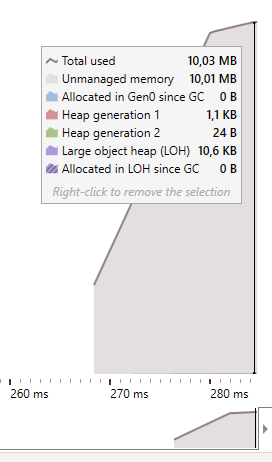 Total used 10,03 MB
Unmanaged memory 10,01 MB
Allocated in Gen0 since GC 0 B
Heap generation 1 1,1 KB
Heap generation 2 24 B
Large object heap (LOH) 10,6 KB
Allocated in LOH since GC 0 B
Right-click to remove the selection
260 ms 270 ms 280 ms